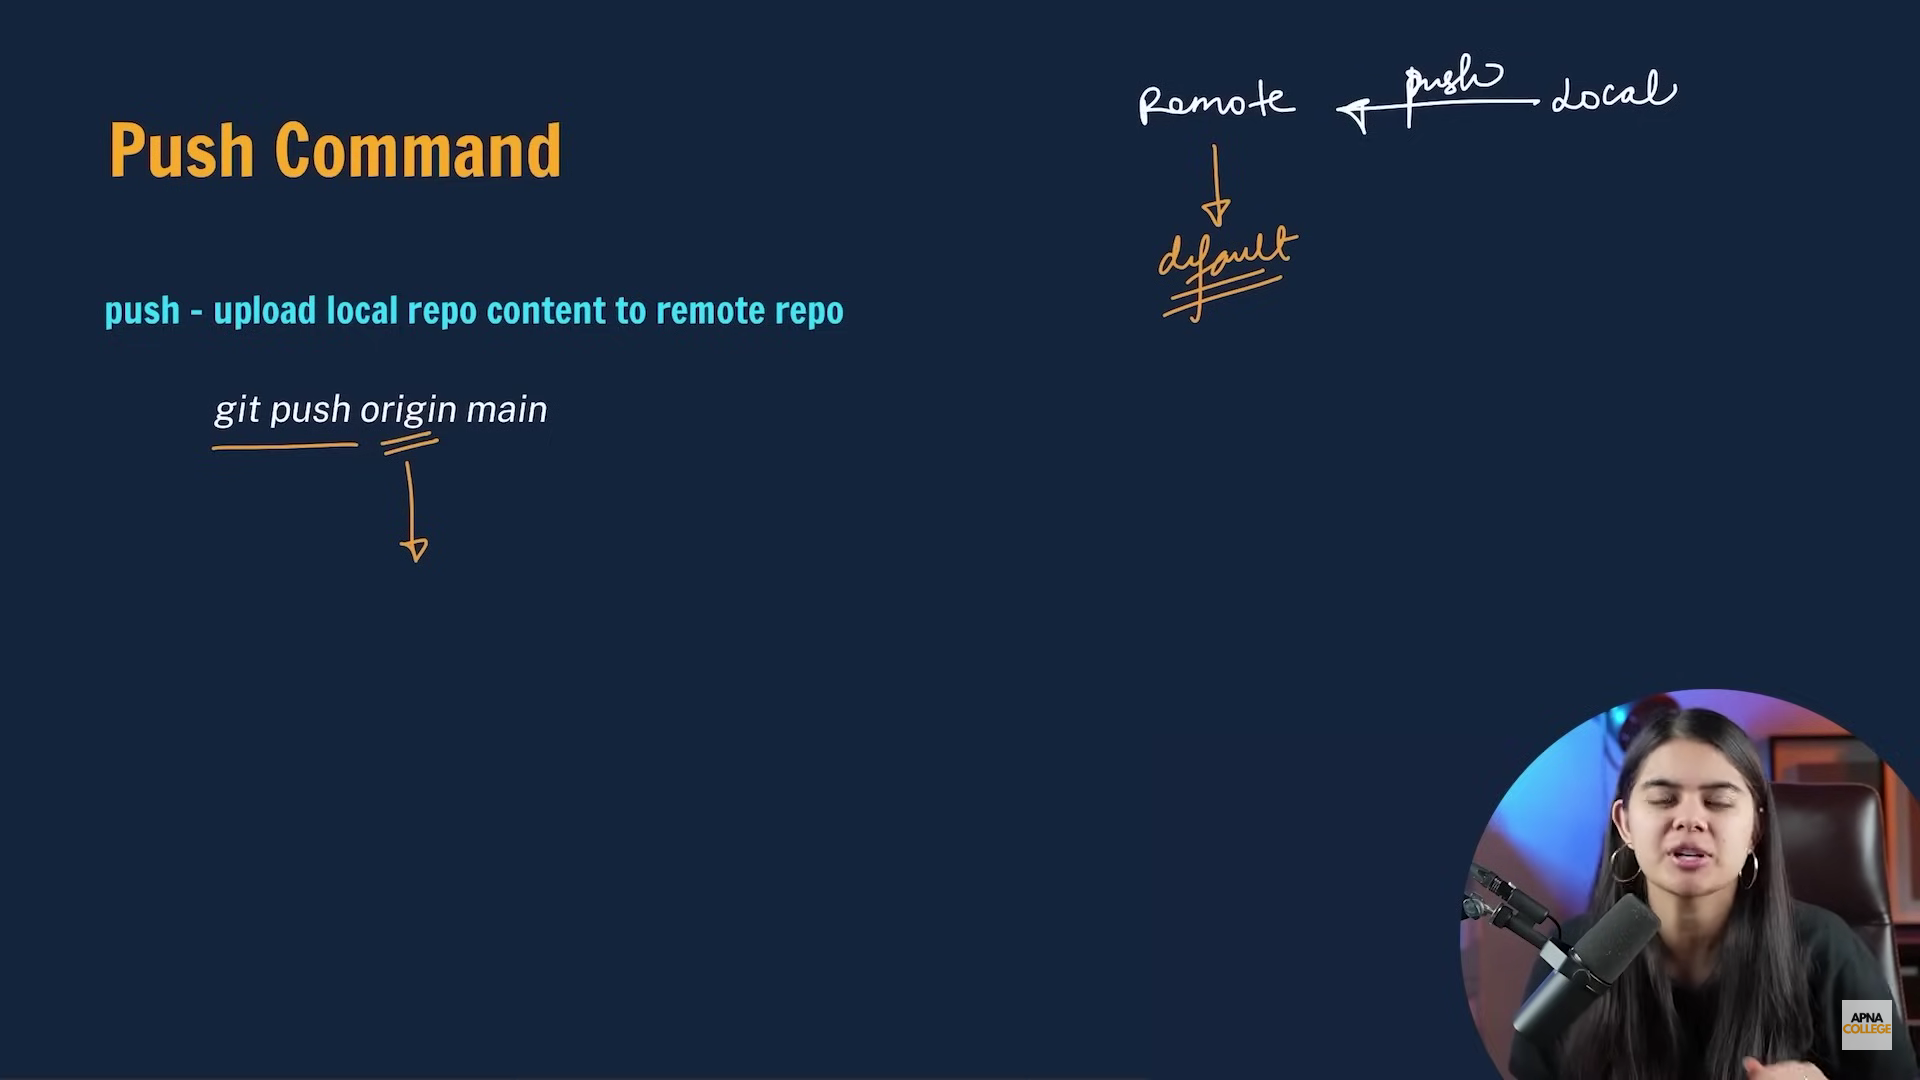 Remote push Local
Push Command
default
push - upload local repo content to remote repo
git push origin main
APNA
COLLEGE